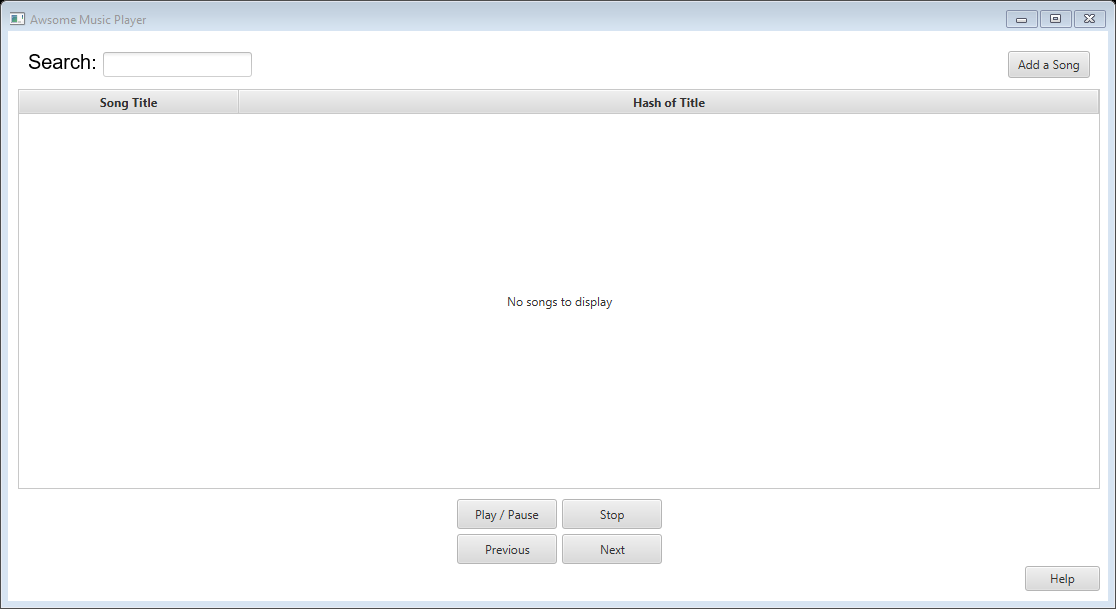 Awsome Music Player
Search:
Add a Song
Song Title
Hash of Title
No songs to display
Play / Pause
Stop
Previous
Next
Help